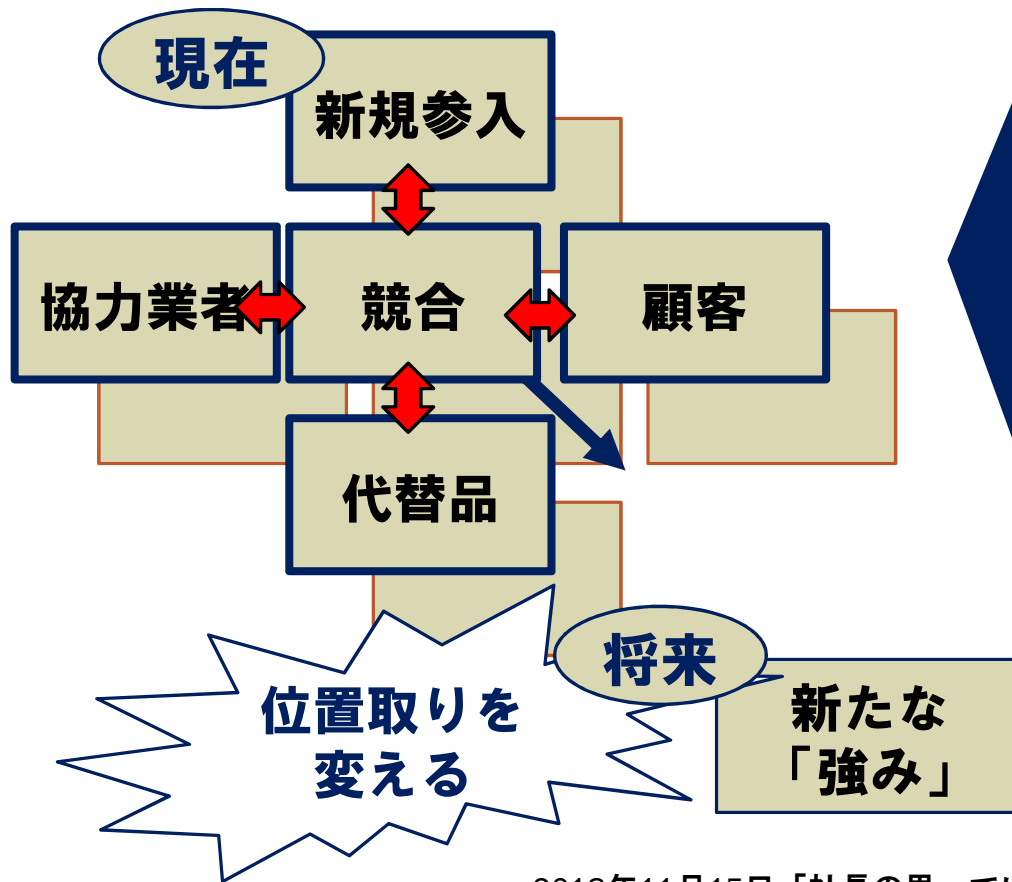 現在
新規参入
協力業者
競合
顧客
代替品
将来
位置取りを
変える
新たな
「強み」